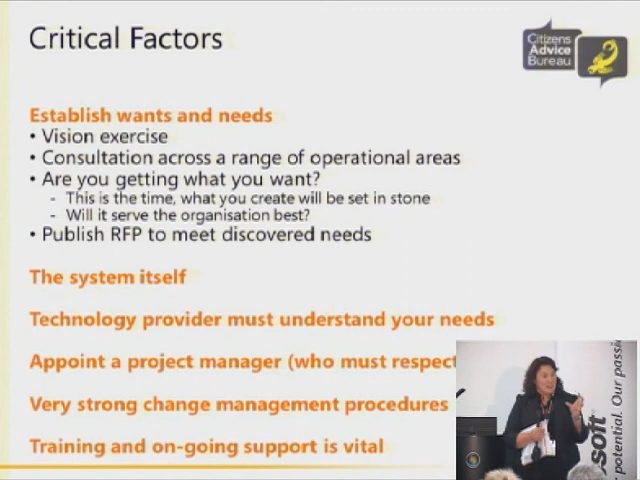 Critical Factors
Citizens
Advice
Bureau
Establish wants and needs
• Vision exercise
• Consultation across a range of operational areas
• Are you getting what you want?
- This is the time, what you create will be set in stone
- Will it serve the organisation best?
• Publish RFP to meet discovered needs
The system itself
Technology provider must understand your needs
Appoint a project manager (who must respect
Very strong change management procedures
Training and on-going support is vital
soft
potential. Our passi